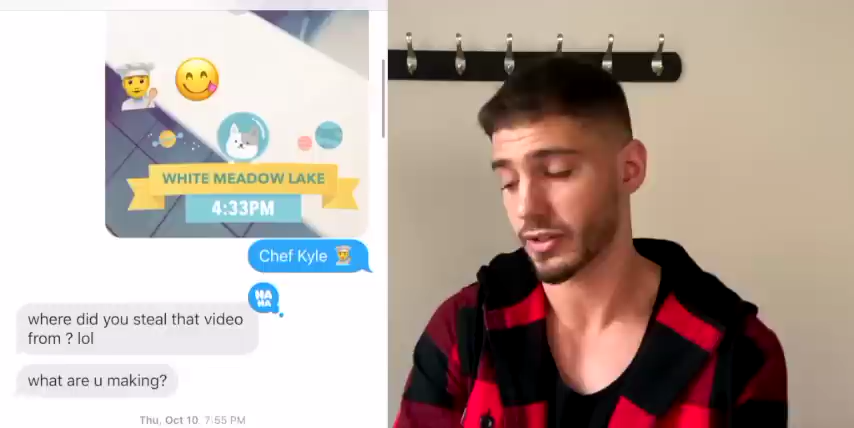 WHITE MEADOW LAKE
4:33PM
Chef Kyle 👨‍🍳
HA
HA
where did you steal that video
from ? lol
what are u making?
Thu, Oct 10 7:55 PM